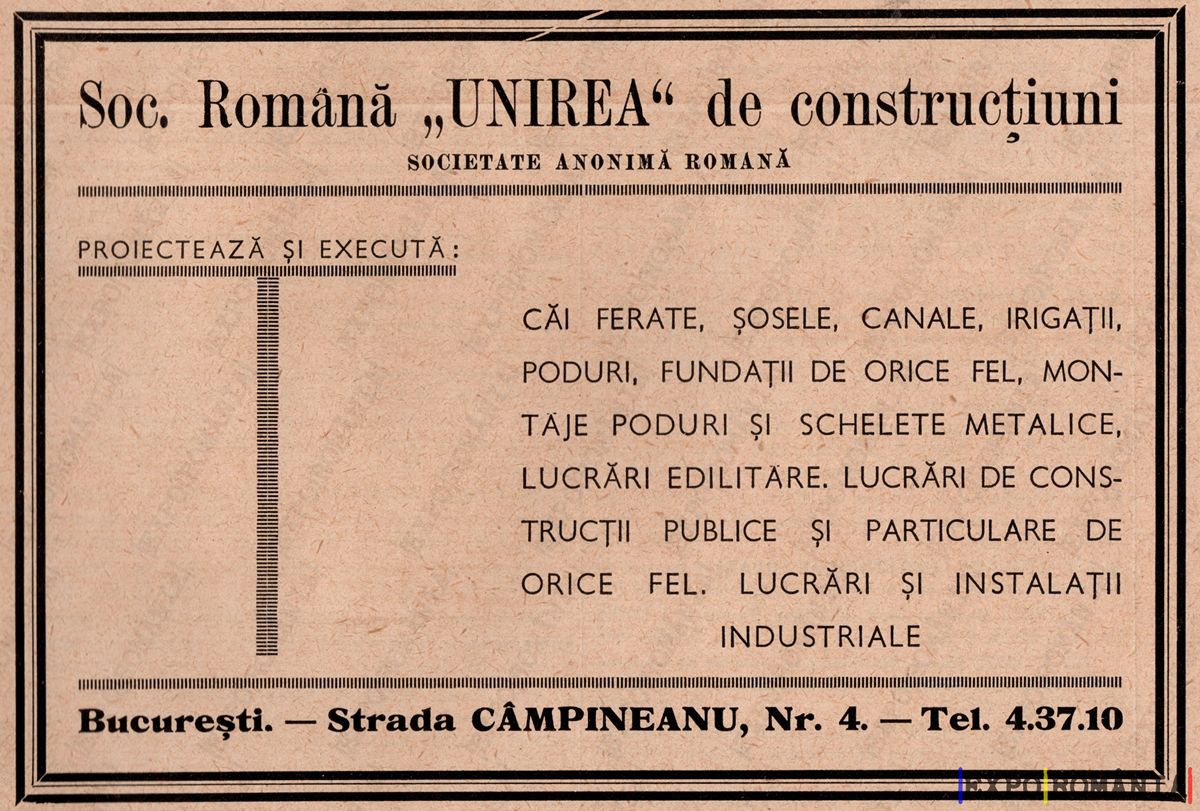 Soc. Română „UNIREA“ de construcțiuni
SOCIETATE ANONIMĂ ROMANĂ
PROIECTEAZĂ ȘI EXECUTĂ:
CĂI FERATE, ȘOSELE, CANALE, IRIGAȚII,
PODURI, FUNDAȚII DE ORICE FEL, MON-
TAJE PODURI ȘI SCHELETE METALICE,
LUCRĂRI EDILITARE. LUCRĂRI DE CONS-
TRUCȚII PUBLICE ȘI PARTICULARE DE
ORICE FEL. LUCRĂRI ȘI INSTALAȚII
INDUSTRIALE
București. — Strada CÂMPINEANU, Nr. 4. — Tel. 4.37.10
EXPO ROMÂNIA